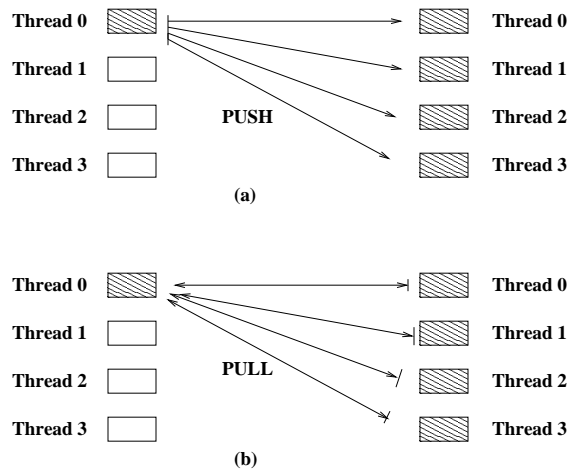 Thread 0 Thread 0
Thread 1 Thread 1
Thread 2 Thread 2
PUSH
Thread 3 Thread 3
(a)
Thread 0 Thread 0
Thread 1 Thread 1
PULL
Thread 2 Thread 2
Thread 3 Thread 3
(b)